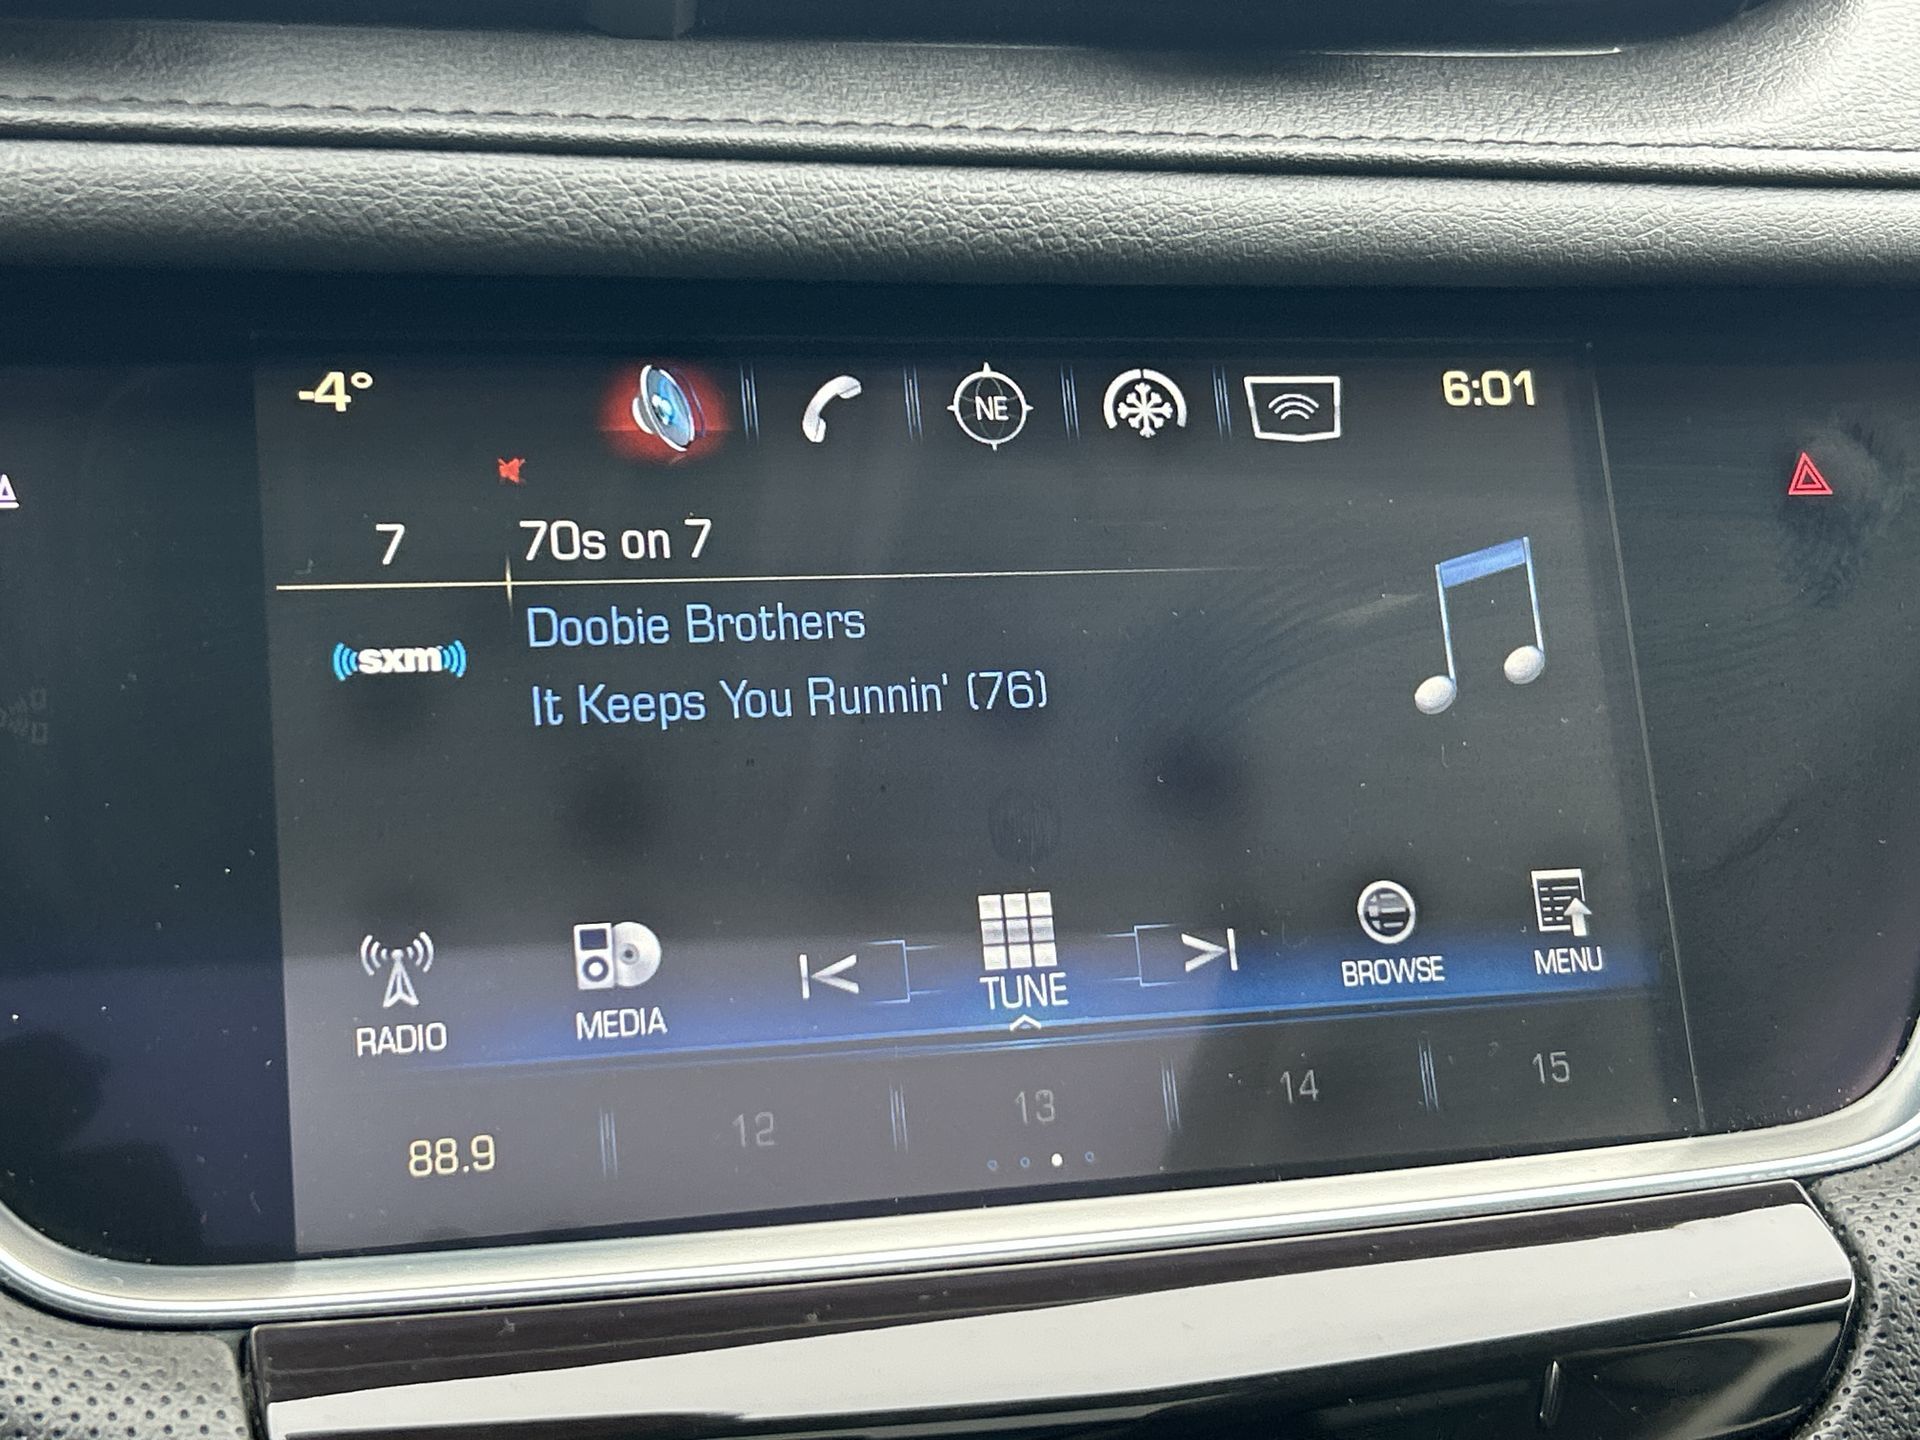 -4° NE 6:01
7 70s on 7
sxm Doobie Brothers
It Keeps You Runnin' (76)
RADIO MEDIA TUNE BROWSE MENU
88.9 12 13 14 15